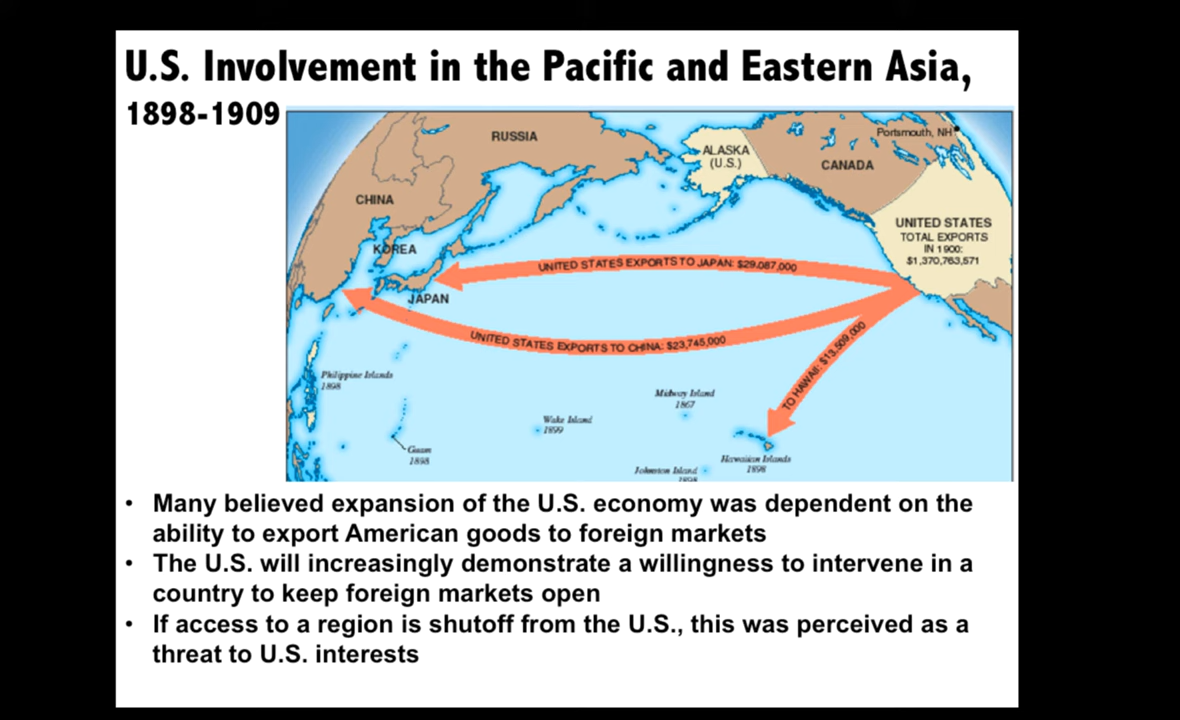 U.S. Involvement in the Pacific and Eastern Asia,
1898-1909
RUSSIA
ALASKA
(U.S.)
Portsmouth, NH
CANADA
CHINA
UNITED STATES
TOTAL EXPORTS
IN 1900:
$1,370,763,571
KOREA
UNITED STATES EXPORTS TO JAPAN: $29,087,000
JAPAN
UNITED STATES EXPORTS TO CHINA: $23,745,000
TO HAWAII: $13,509,000
Philippine Islands
1898
Midway Island
1867
Wake Island
1899
Guam
1898
Hawaiian Islands
1898
Johnston Island
1898
• Many believed expansion of the U.S. economy was dependent on the
ability to export American goods to foreign markets
• The U.S. will increasingly demonstrate a willingness to intervene in a
country to keep foreign markets open
• If access to a region is shutoff from the U.S., this was perceived as a
threat to U.S. interests